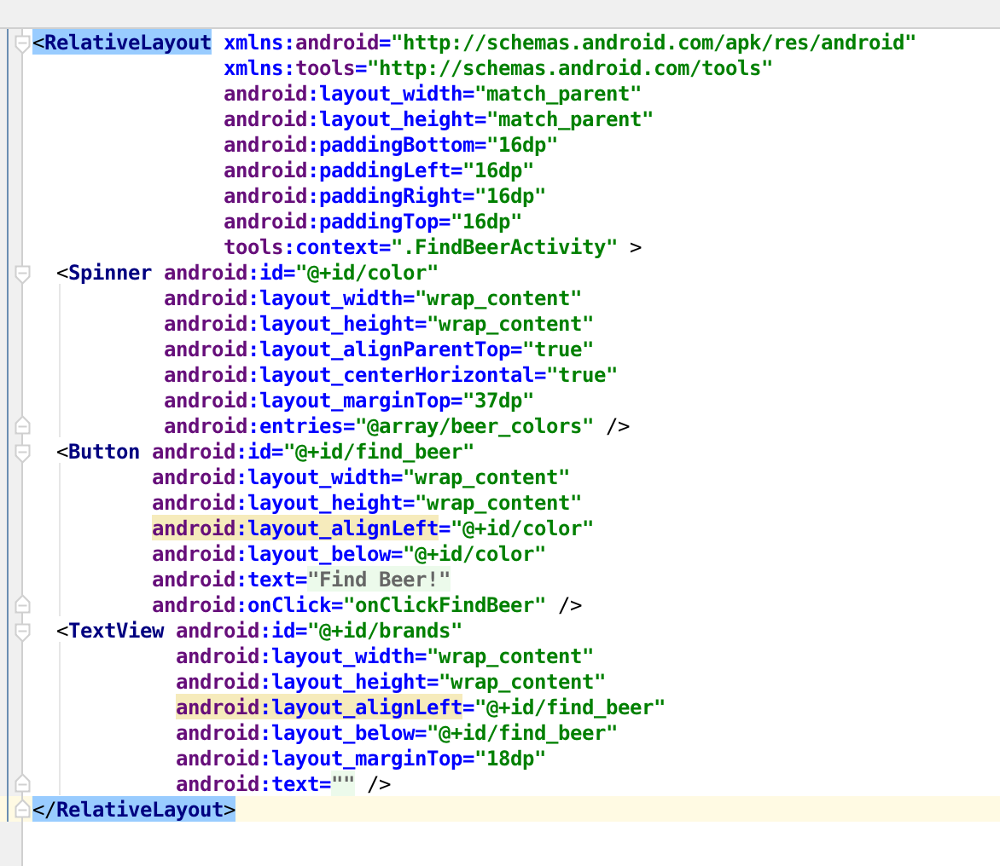 <RelativeLayout xmlns:android="http://schemas.android.com/apk/res/android"
xmlns:tools="http://schemas.android.com/tools"
android:layout_width="match_parent"
android:layout_height="match_parent"
android:paddingBottom="16dp"
android:paddingLeft="16dp"
android:paddingRight="16dp"
android:paddingTop="16dp"
tools:context=".FindBeerActivity" >
<Spinner android:id="@+id/color"
android:layout_width="wrap_content"
android:layout_height="wrap_content"
android:layout_alignParentTop="true"
android:layout_centerHorizontal="true"
android:layout_marginTop="37dp"
android:entries="@array/beer_colors" />
<Button android:id="@+id/find_beer"
android:layout_width="wrap_content"
android:layout_height="wrap_content"
android:layout_alignLeft="@+id/color"
android:layout_below="@+id/color"
android:text="Find Beer!"
android:onClick="onClickFindBeer" />
<TextView android:id="@+id/brands"
android:layout_width="wrap_content"
android:layout_height="wrap_content"
android:layout_alignLeft="@+id/find_beer"
android:layout_below="@+id/find_beer"
android:layout_marginTop="18dp"
android:text="" />
</RelativeLayout>